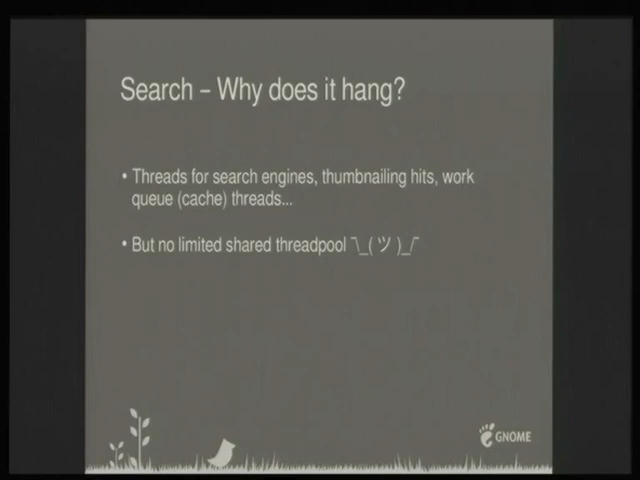 Search – Why does it hang?
• Threads for search engines, thumbnailing hits, work
queue (cache) threads...
• But no limited shared threadpool ¯\_( ツ )_/¯
GNOME